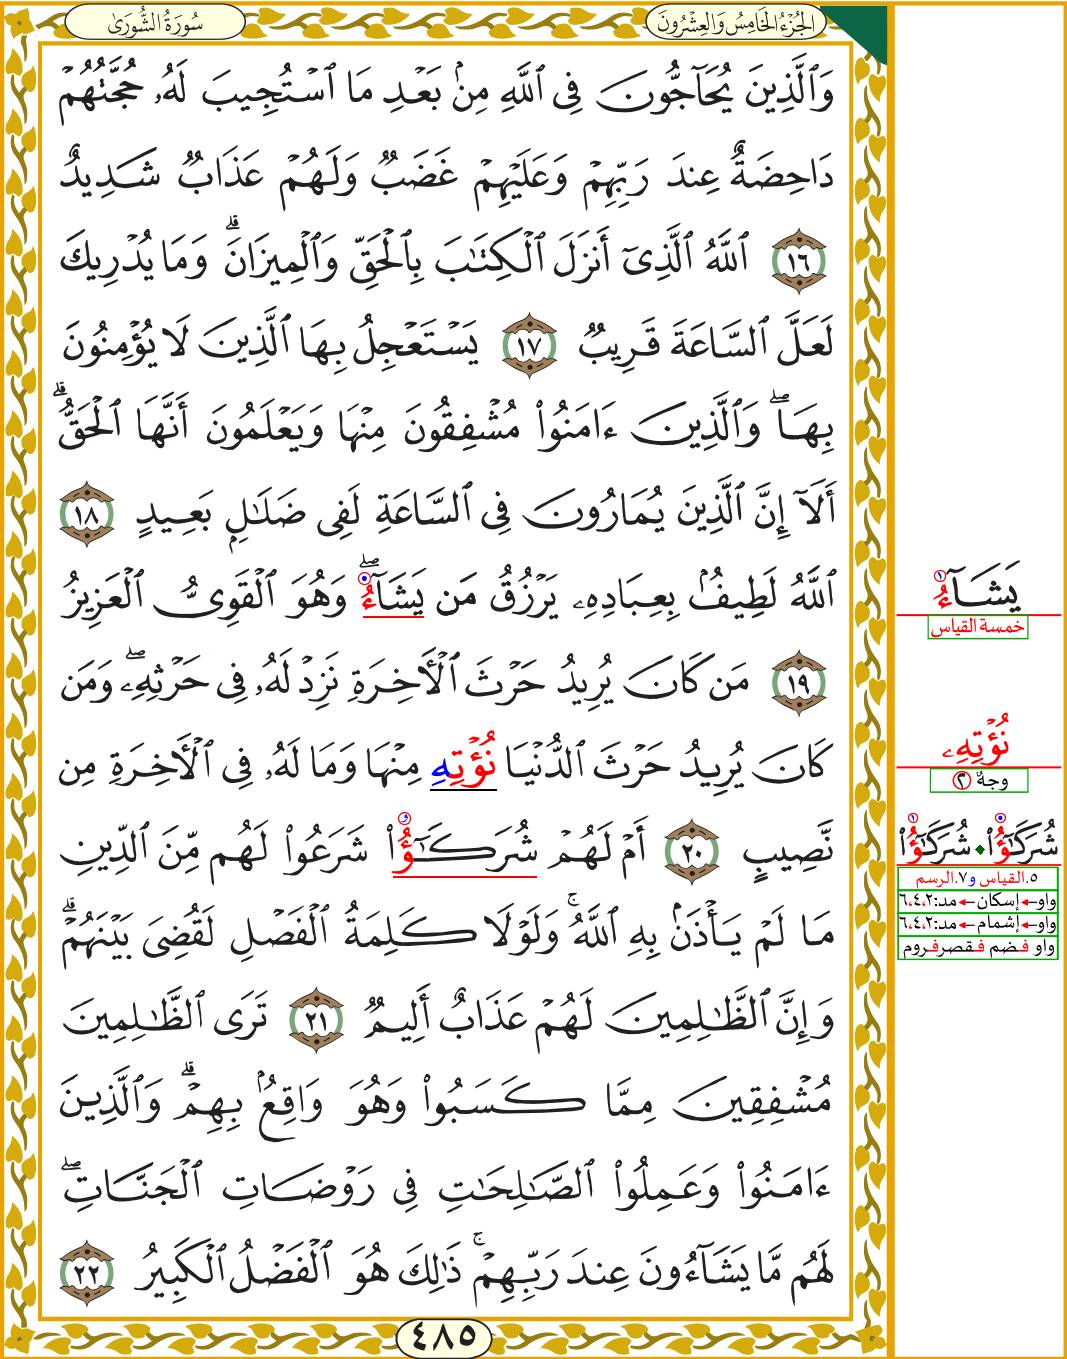 الجُزْءُ الخَامِسُ وَالعِشْرُونَ
سُورَةُ الشُّورَىٰ
وَٱلَّذِينَ يُحَآجُّونَ فِى ٱللَّهِ مِنۢ بَعْدِ مَا ٱسْتُجِيبَ لَهُۥ حُجَّتُهُمْ
دَاحِضَةٌ عِندَ رَبِّهِمْ وَعَلَيْهِمْ غَضَبٌ وَلَهُمْ عَذَابٌ شَدِيدٌ
١٦ ٱللَّهُ ٱلَّذِىٓ أَنزَلَ ٱلْكِتَٰبَ بِٱلْحَقِّ وَٱلْمِيزَانَ ۗ وَمَا يُدْرِيكَ
لَعَلَّ ٱلسَّاعَةَ قَرِيبٌ ١٧ يَسْتَعْجِلُ بِهَا ٱلَّذِينَ لَا يُؤْمِنُونَ
بِهَا ۖ وَٱلَّذِينَ ءَامَنُوا۟ مُشْفِقُونَ مِنْهَا وَيَعْلَمُونَ أَنَّهَا ٱلْحَقُّ ۗ
أَلَآ إِنَّ ٱلَّذِينَ يُمَارُونَ فِى ٱلسَّاعَةِ لَفِى ضَلَٰلٍۭ بَعِيدٍ ١٨
ٱللَّهُ لَطِيفٌۢ بِعِبَادِهِۦ يَرْزُقُ مَن يَشَآءُ ۖ وَهُوَ ٱلْقَوِىُّ ٱلْعَزِيزُ
١٩ مَن كَانَ يُرِيدُ حَرْثَ ٱلْءَاخِرَةِ نَزِدْ لَهُۥ فِى حَرْثِهِۦ ۖ وَمَن
كَانَ يُرِيدُ حَرْثَ ٱلدُّنْيَا نُؤْتِهِ مِنْهَا وَمَا لَهُۥ فِى ٱلْءَاخِرَةِ مِن
نَّصِيبٍ ٢٠ أَمْ لَهُمْ شُرَكَٰٓؤُا۟ شَرَعُوا۟ لَهُم مِّنَ ٱلدِّينِ
مَا لَمْ يَأْذَنۢ بِهِ ٱللَّهُ ۚ وَلَوْلَا كَلِمَةُ ٱلْفَصْلِ لَقُضِىَ بَيْنَهُمْ ۗ
وَإِنَّ ٱلظَّٰلِمِينَ لَهُمْ عَذَابٌ أَلِيمٌ ٢١ تَرَى ٱلظَّٰلِمِينَ
مُشْفِقِينَ مِمَّا كَسَبُوا۟ وَهُوَ وَاقِعٌۢ بِهِمْ ۗ وَٱلَّذِينَ
ءَامَنُوا۟ وَعَمِلُوا۟ ٱلصَّٰلِحَٰتِ فِى رَوْضَاتِ ٱلْجَنَّاتِ ۖ
لَهُم مَّا يَشَآءُونَ عِندَ رَبِّهِمْ ۚ ذَٰلِكَ هُوَ ٱلْفَضْلُ ٱلْكَبِيرُ ٢٢
٤٨٥
يَشَآءُ
خمسة القياس
نُؤْتِهِۦ
وجهٌ ٢
شُرَكَٰٓؤُا۟ شُرَكَٰٓؤُا۟
٥.القياس و٧.الرسم
واو←إسكان←مد:٦،٤،٢
واو←إشمام←مد:٦،٤،٢
واو فضم فقصرفروم